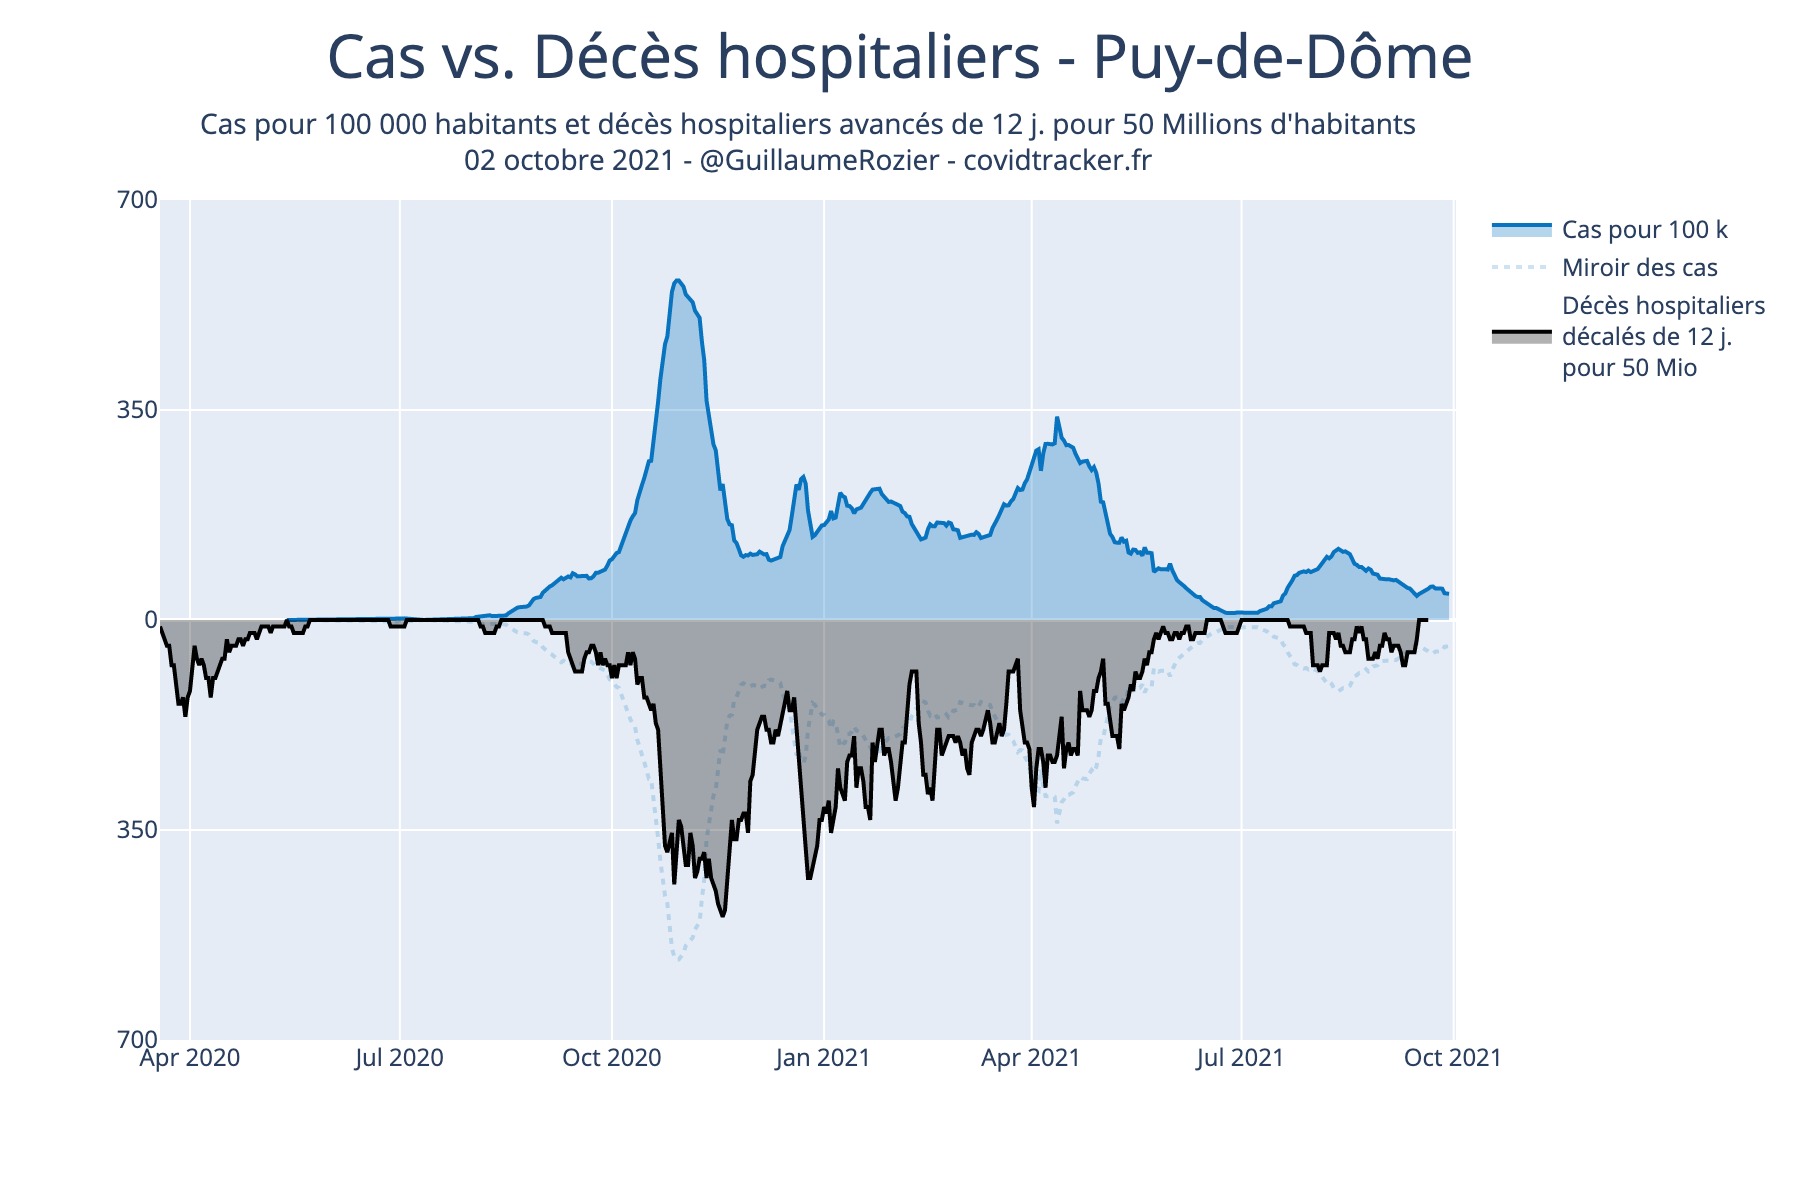 Cas vs. Décès hospitaliers - Puy-de-Dôme
Cas pour 100 000 habitants et décès hospitaliers avancés de 12 j. pour 50 Millions d'habitants
02 octobre 2021 - @GuillaumeRozier - covidtracker.fr
700
350
0
350
700
Apr 2020
Jul 2020
Oct 2020
Jan 2021
Apr 2021
Jul 2021
Oct 2021
Cas pour 100 k
Miroir des cas
Décès hospitaliers
décalés de 12 j.
pour 50 Mio